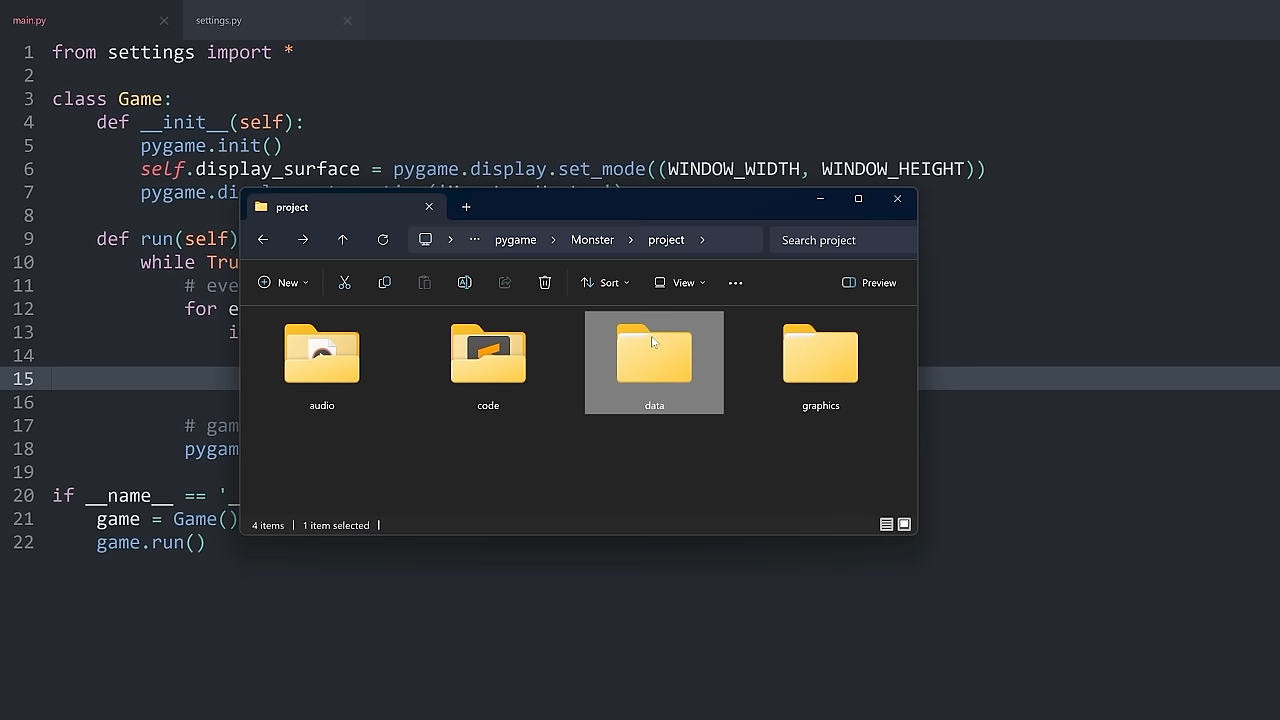 main.py
settings.py
1 from settings import *
2
3 class Game:
4 def __init__(self):
5 pygame.init()
6 self.display_surface = pygame.display.set_mode((WINDOW_WIDTH, WINDOW_HEIGHT))
7 pygame.di
8
9 def run(self)
10 while Tru
11 # eve
12 for e
13 i
14
15
16
17 # gam
18 pygam
19
20 if __name__ == '_
21 game = Game()
22 game.run()
project
... pygame > Monster > project >
Search project
New
Sort
View
...
Preview
audio
code
data
graphics
4 items | 1 item selected |